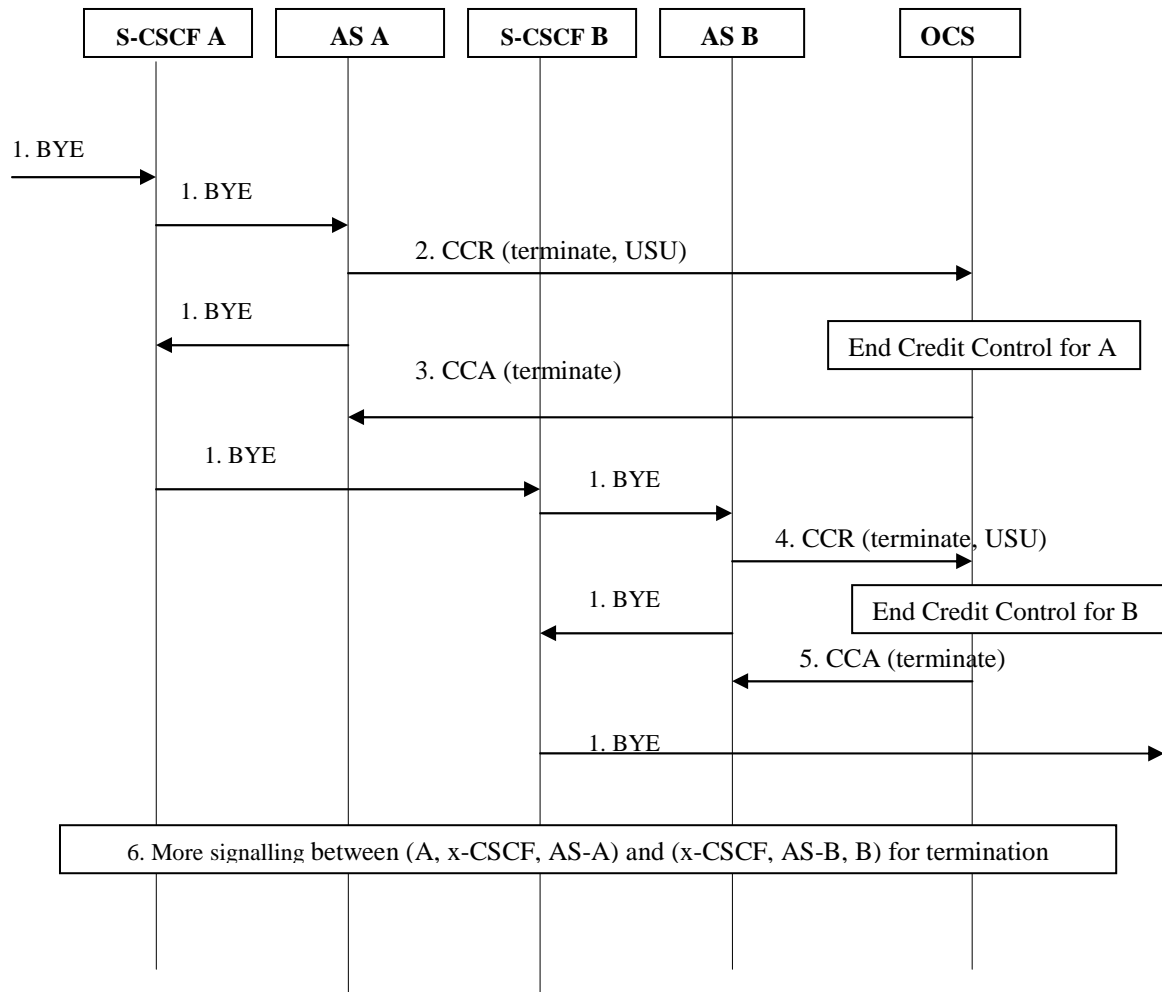 S-CSCF A
AS A
S-CSCF B
AS B
OCS
1. BYE
1. BYE
2. CCR (terminate, USU)
1. BYE
End Credit Control for A
3. CCA (terminate)
1. BYE
1. BYE
4. CCR (terminate, USU)
1. BYE
End Credit Control for B
5. CCA (terminate)
1. BYE
6. More signalling between (A, x-CSCF, AS-A) and (x-CSCF, AS-B, B) for termination